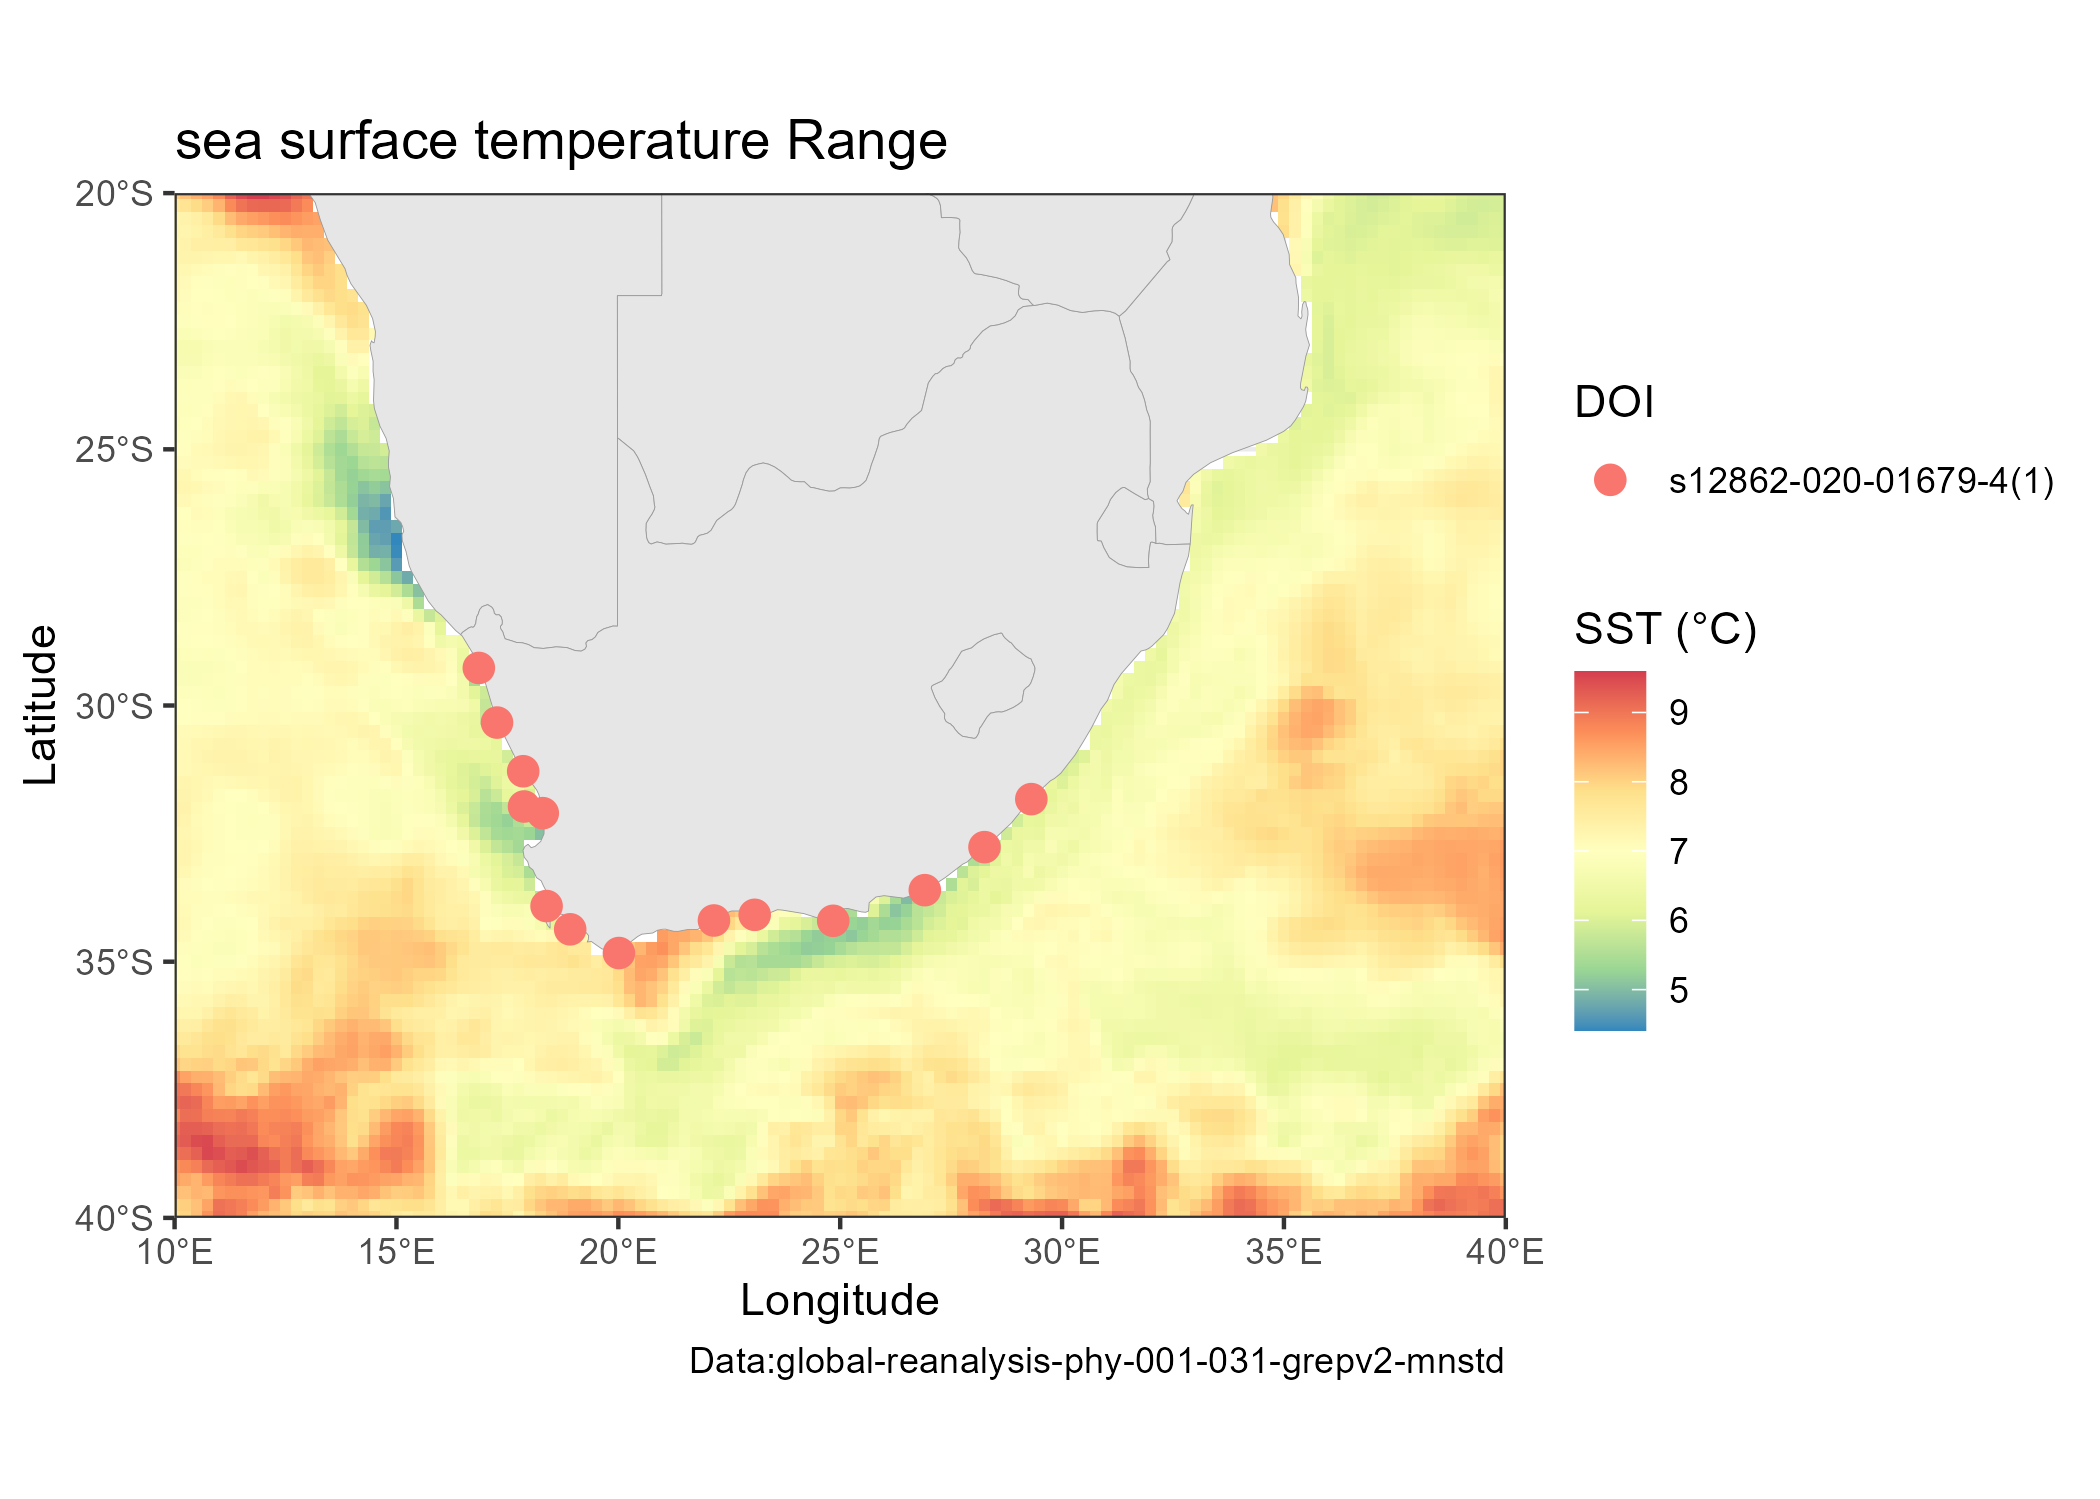 sea surface temperature Range
20°S
25°S
30°S
35°S
40°S
Latitude
10°E
15°E
20°E
25°E
30°E
35°E
40°E
Longitude
Data:global-reanalysis-phy-001-031-grepv2-mnstd
DOI
s12862-020-01679-4(1)
SST (°C)
9
8
7
6
5